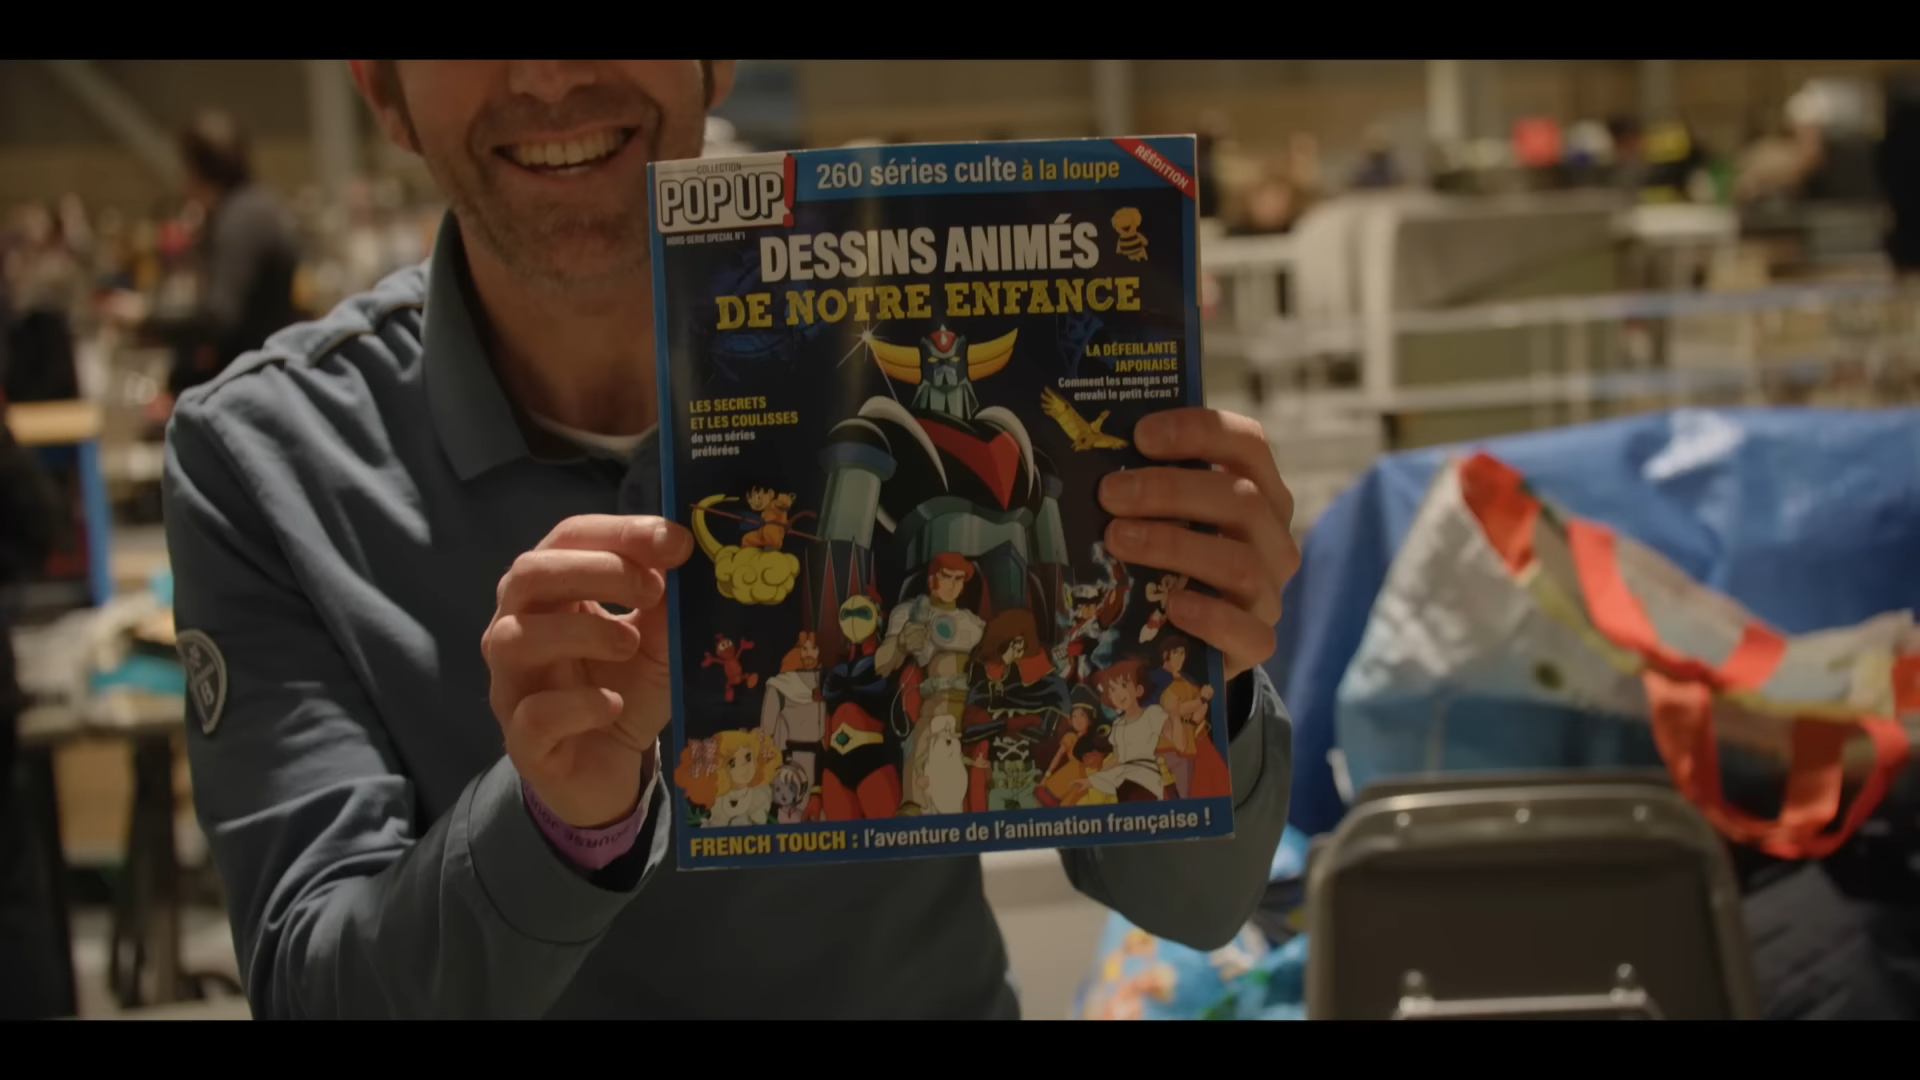 COLLECTION
POP UP!
HORS-SERIE SPECIAL N°1
260 séries culte à la loupe
RÉÉDITION
DESSINS ANIMÉS
DE NOTRE ENFANCE
LA DÉFERLANTE
JAPONAISE
Comment les mangas ont
envahi le petit écran ?
LES SECRETS
ET LES COULISSES
de vos séries
préférées
FRENCH TOUCH : l'aventure de l'animation française !